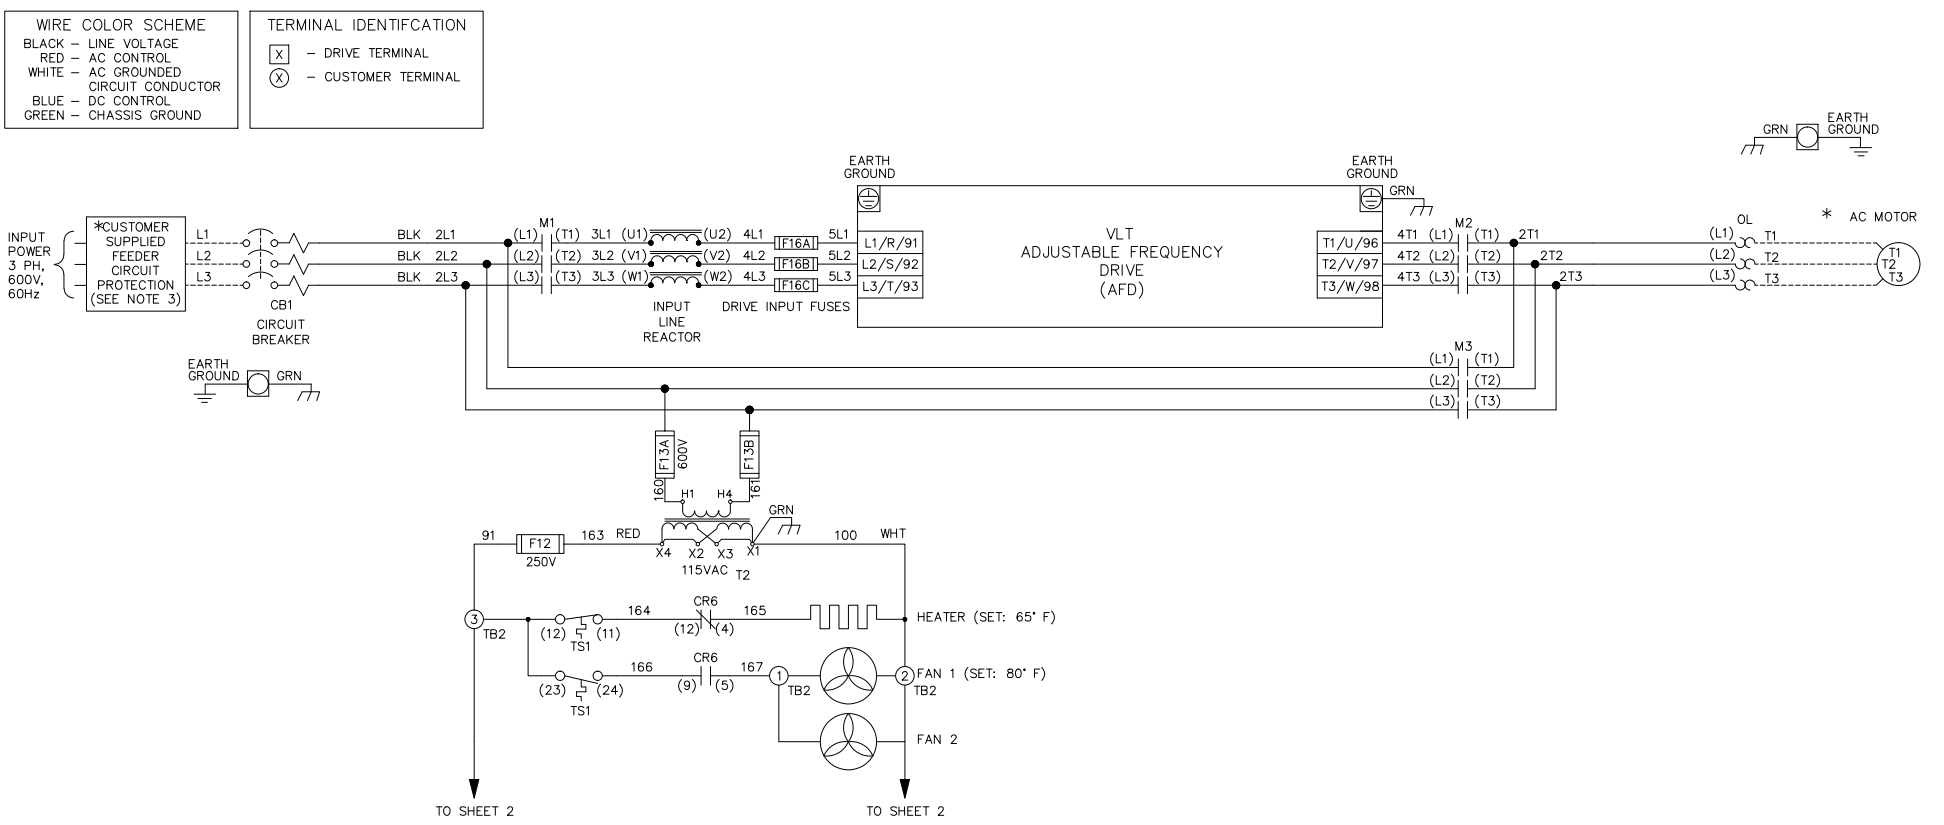 WIRE COLOR SCHEME
BLACK – LINE VOLTAGE
RED – AC CONTROL
WHITE – AC GROUNDED
CIRCUIT CONDUCTOR
BLUE – DC CONTROL
GREEN – CHASSIS GROUND
TERMINAL IDENTIFCATION
X – DRIVE TERMINAL
X – CUSTOMER TERMINAL
GRN
EARTH
GROUND
INPUT
POWER
3 PH,
600V,
60Hz
*CUSTOMER
SUPPLIED
FEEDER
CIRCUIT
PROTECTION
(SEE NOTE 3)
L1
L2
L3
CB1
CIRCUIT
BREAKER
EARTH
GROUND
GRN
M1
BLK 2L1 (L1) (T1) 3L1 (U1) (U2) 4L1 F16A 5L1 L1/R/91
BLK 2L2 (L2) (T2) 3L2 (V1) (V2) 4L2 F16B 5L2 L2/S/92
BLK 2L3 (L3) (T3) 3L3 (W1) (W2) 4L3 F16C 5L3 L3/T/93
INPUT
LINE
REACTOR
DRIVE INPUT FUSES
EARTH
GROUND
VLT
ADJUSTABLE FREQUENCY
DRIVE
(AFD)
EARTH
GROUND
GRN
M2
T1/U/96 4T1 (L1) (T1) 2T1
T2/V/97 4T2 (L2) (T2) 2T2
T3/W/98 4T3 (L3) (T3) 2T3
OL
(L1) T1
(L2) T2
(L3) T3
* AC MOTOR
T1
T2
T3
M3
(L1) (T1)
(L2) (T2)
(L3) (T3)
F13A
600V
F13B
160
161
H1 H4
GRN
91 F12 163 RED
250V
X4 X2 X3 X1
100 WHT
115VAC T2
3
TB2
(12) (11)
TS1
164
CR6
(12) (4)
165
HEATER (SET: 65° F)
(23) (24)
TS1
166
CR6
(9) (5)
167
1
TB2
2
TB2
FAN 1 (SET: 80° F)
FAN 2
TO SHEET 2
TO SHEET 2